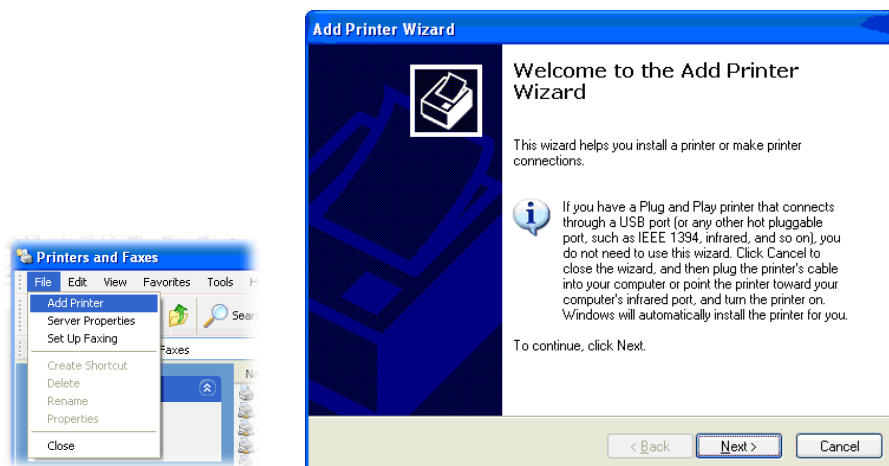 Printers and Faxes
File Edit View Favorites Tools
Add Printer
Server Properties
Set Up Faxing
Create Shortcut
Delete
Rename
Properties
Close
Faxes
Add Printer Wizard
Welcome to the Add Printer
Wizard
This wizard helps you install a printer or make printer
connections.
If you have a Plug and Play printer that connects
through a USB port (or any other hot pluggable
port, such as IEEE 1394, infrared, and so on), you
do not need to use this wizard. Click Cancel to
close the wizard, and then plug the printer's cable
into your computer or point the printer toward your
computer's infrared port, and turn the printer on.
Windows will automatically install the printer for you.
To continue, click Next.
< Back Next > Cancel